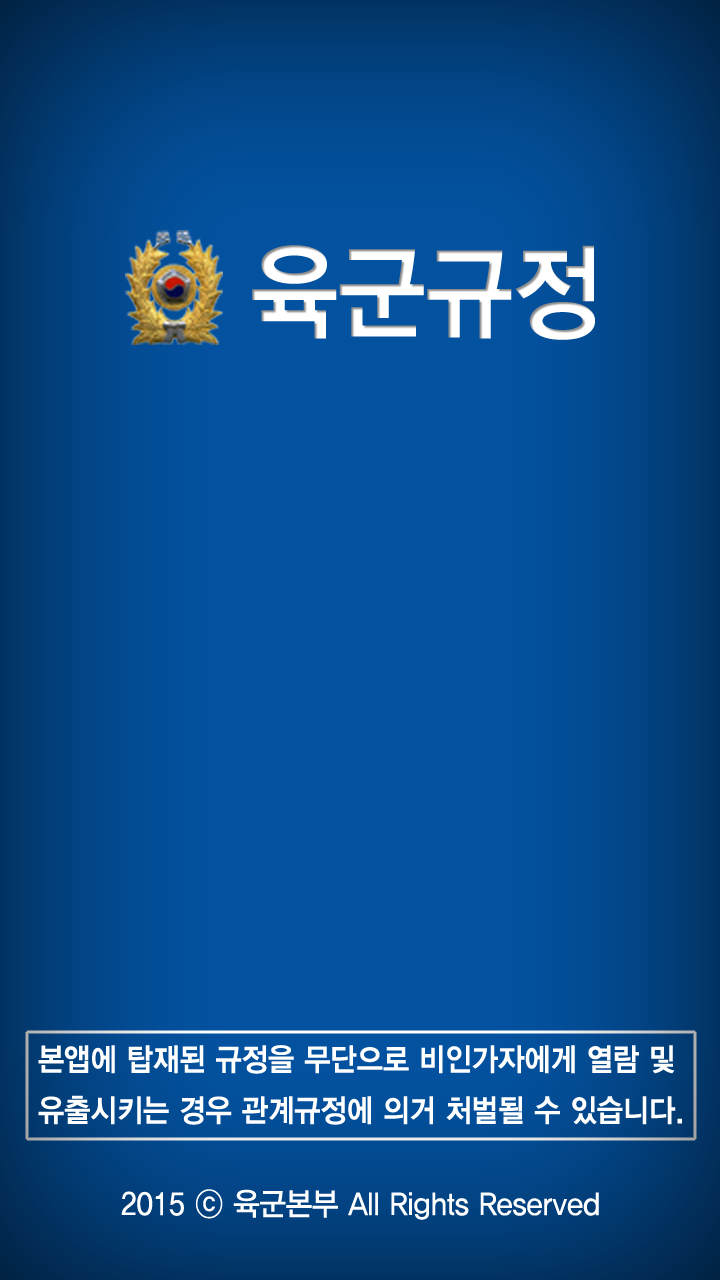 육군규정
본앱에 탑재된 규정을 무단으로 비인가자에게 열람 및
유출시키는 경우 관계규정에 의거 처벌될 수 있습니다.
2015 ⓒ 육군본부 All Rights Reserved